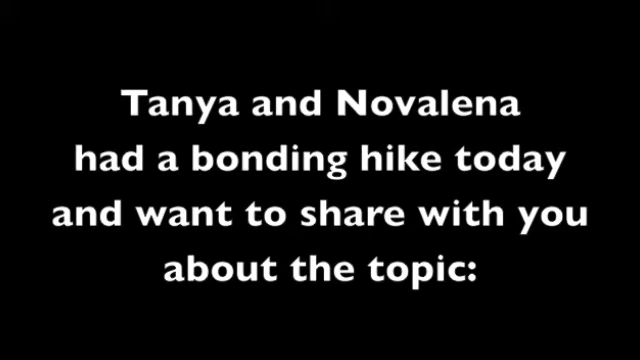 Tanya and Novalena
had a bonding hike today
and want to share with you
about the topic: